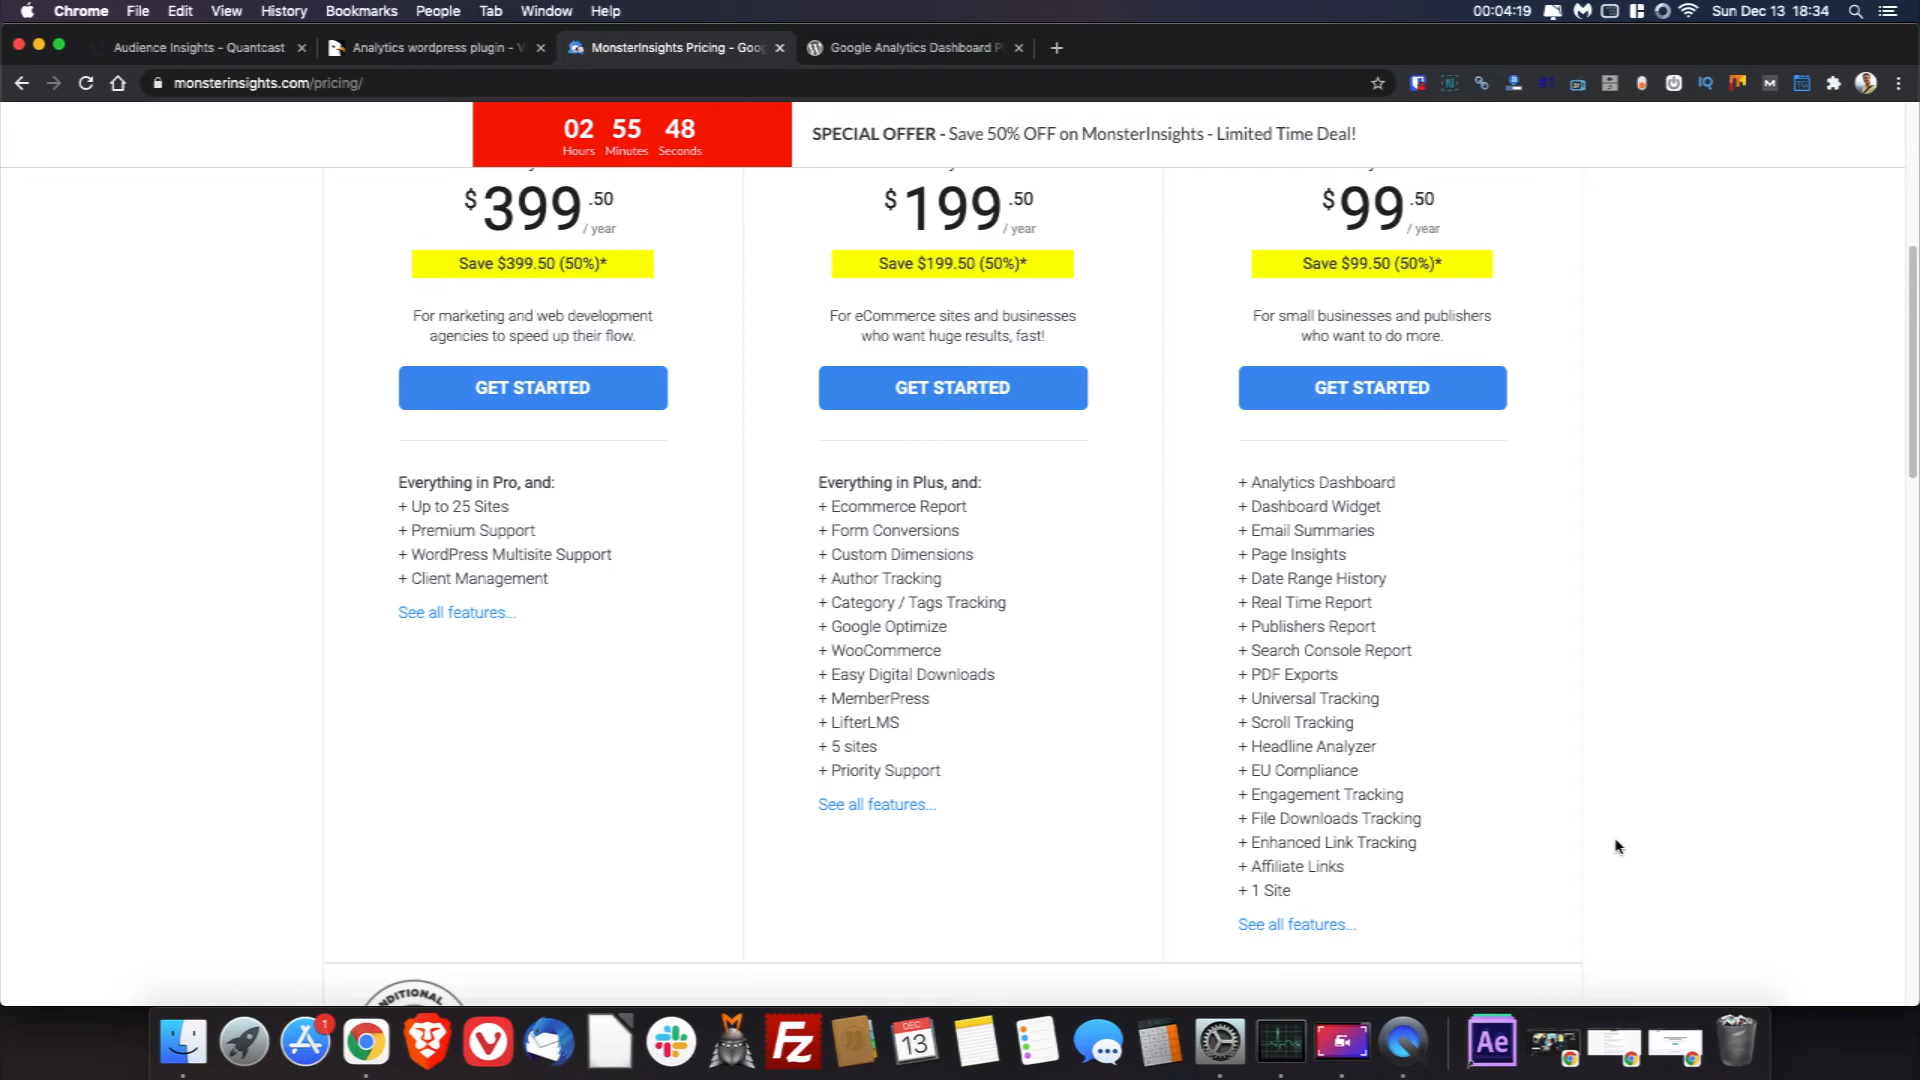 Chrome File Edit View History Bookmarks People Tab Window Help
00:04:19 Sun Dec 13 18:34
Audience Insights - Quantcast
Analytics wordpress plugin -
MonsterInsights Pricing - Goo
Google Analytics Dashboard P
monsterinsights.com/pricing/
02 55 48
Hours Minutes Seconds
SPECIAL OFFER - Save 50% OFF on MonsterInsights - Limited Time Deal!
$399.50
/ year
Save $399.50 (50%)*
For marketing and web development
agencies to speed up their flow.
GET STARTED
Everything in Pro, and:
+ Up to 25 Sites
+ Premium Support
+ WordPress Multisite Support
+ Client Management
See all features...
$199.50
/ year
Save $199.50 (50%)*
For eCommerce sites and businesses
who want huge results, fast!
GET STARTED
Everything in Plus, and:
+ Ecommerce Report
+ Form Conversions
+ Custom Dimensions
+ Author Tracking
+ Category / Tags Tracking
+ Google Optimize
+ WooCommerce
+ Easy Digital Downloads
+ MemberPress
+ LifterLMS
+ 5 sites
+ Priority Support
See all features...
$99.50
/ year
Save $99.50 (50%)*
For small businesses and publishers
who want to do more.
GET STARTED
+ Analytics Dashboard
+ Dashboard Widget
+ Email Summaries
+ Page Insights
+ Date Range History
+ Real Time Report
+ Publishers Report
+ Search Console Report
+ PDF Exports
+ Universal Tracking
+ Scroll Tracking
+ Headline Analyzer
+ EU Compliance
+ Engagement Tracking
+ File Downloads Tracking
+ Enhanced Link Tracking
+ Affiliate Links
+ 1 Site
See all features...
NDITIONAL
1
Fz
DEC
13
Ae